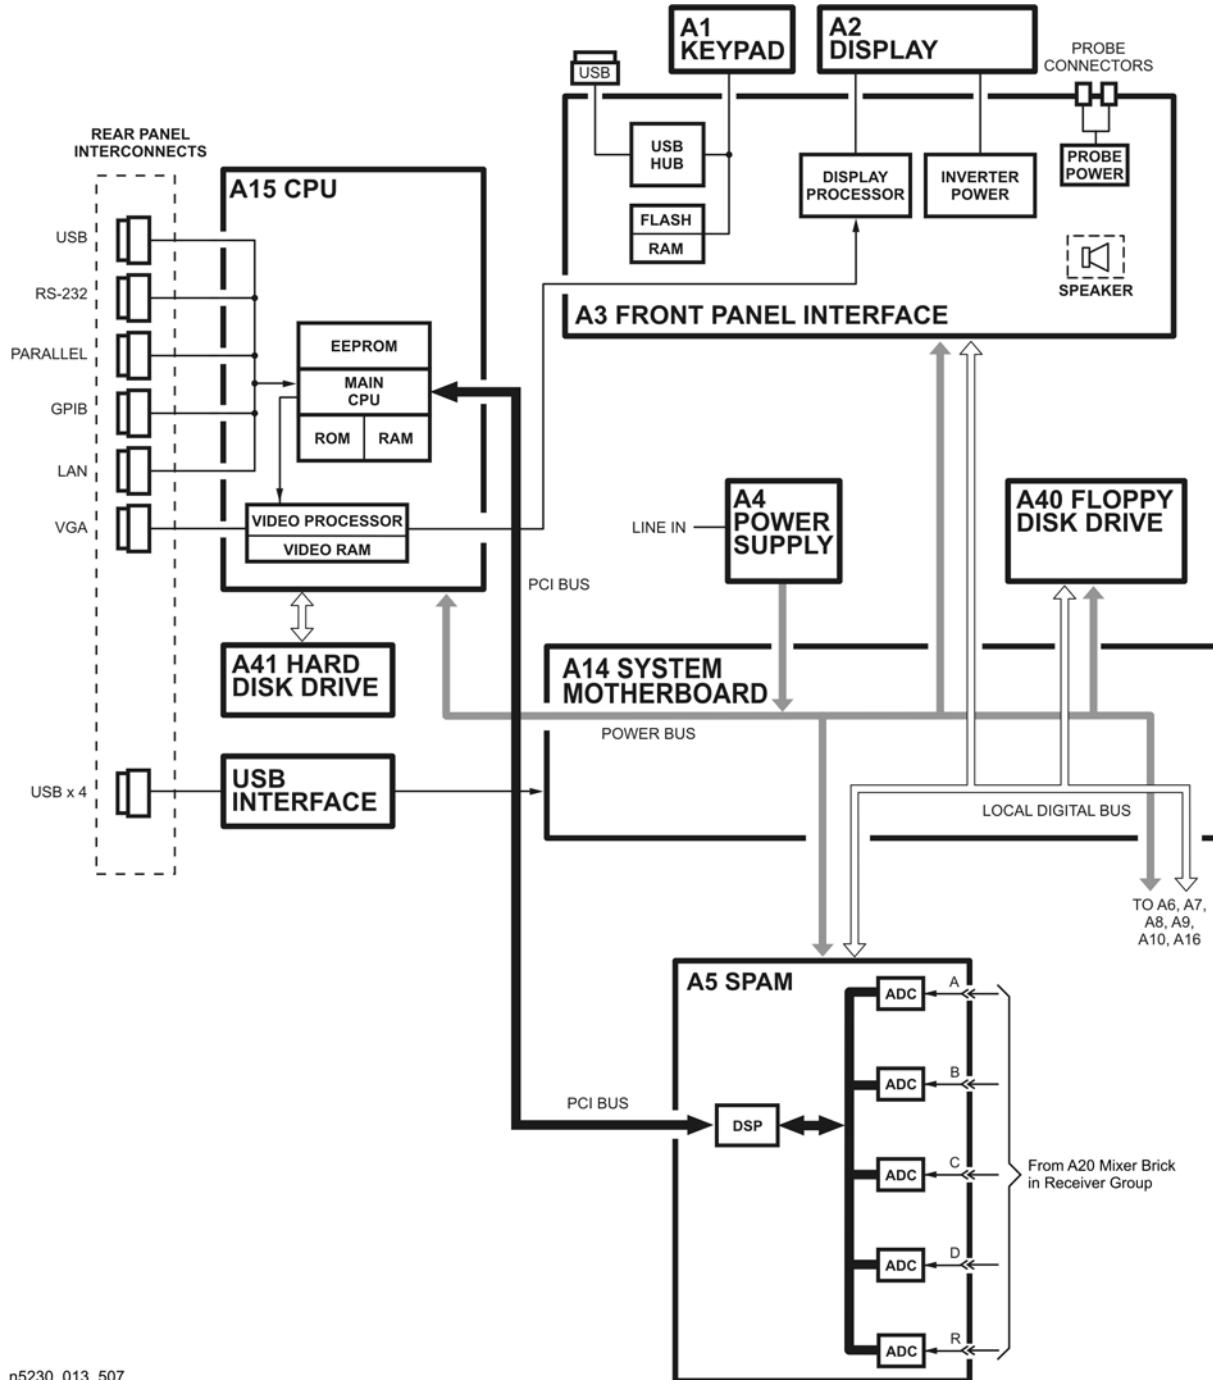 A1
KEYPAD
A2
DISPLAY
PROBE
CONNECTORS
USB
USB
HUB
FLASH
RAM
DISPLAY
PROCESSOR
INVERTER
POWER
PROBE
POWER
SPEAKER
A3 FRONT PANEL INTERFACE
REAR PANEL
INTERCONNECTS
USB
RS-232
PARALLEL
GPIB
LAN
VGA
A15 CPU
EEPROM
MAIN
CPU
ROM
RAM
VIDEO PROCESSOR
VIDEO RAM
PCI BUS
LINE IN
A4
POWER
SUPPLY
A40 FLOPPY
DISK DRIVE
A41 HARD
DISK DRIVE
A14 SYSTEM
MOTHERBOARD
POWER BUS
USB x 4
USB
INTERFACE
LOCAL DIGITAL BUS
TO A6, A7,
A8, A9,
A10, A16
A5 SPAM
ADC
A
ADC
B
PCI BUS
DSP
ADC
C
From A20 Mixer Brick
in Receiver Group
ADC
D
ADC
R
n5230_013_507